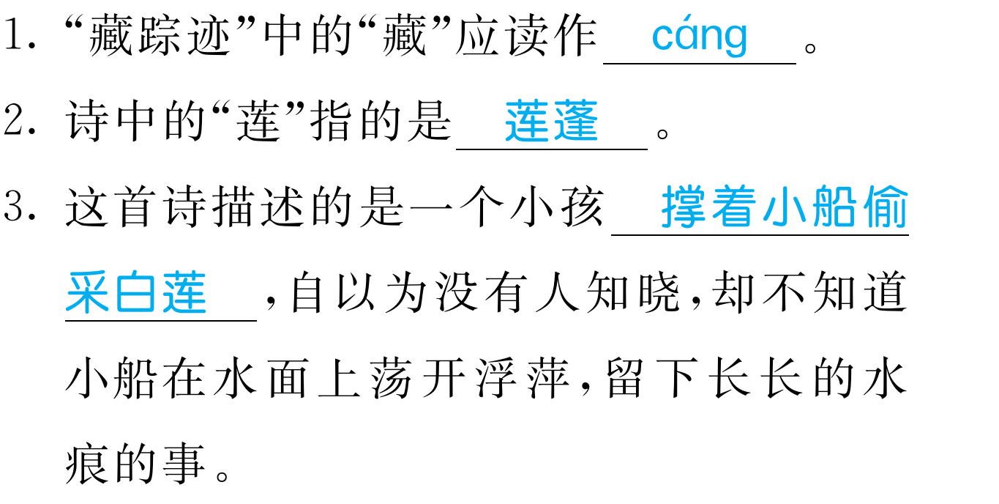 1. “藏踪迹”中的“藏”应读作 cáng 。
2. 诗中的“莲”指的是 莲蓬 。
3. 这首诗描述的是一个小孩 撑着小船偷
采白莲 ,自以为没有人知晓,却不知道
小船在水面上荡开浮萍,留下长长的水
痕的事。